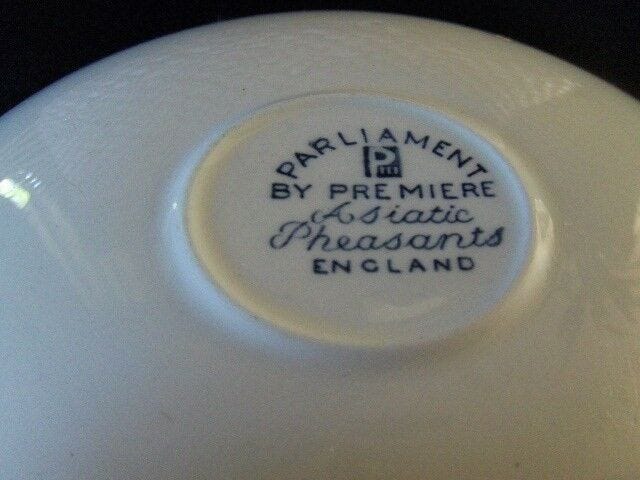 PARLIAMENT
P
BY PREMIERE
Asiatic
Pheasants
ENGLAND